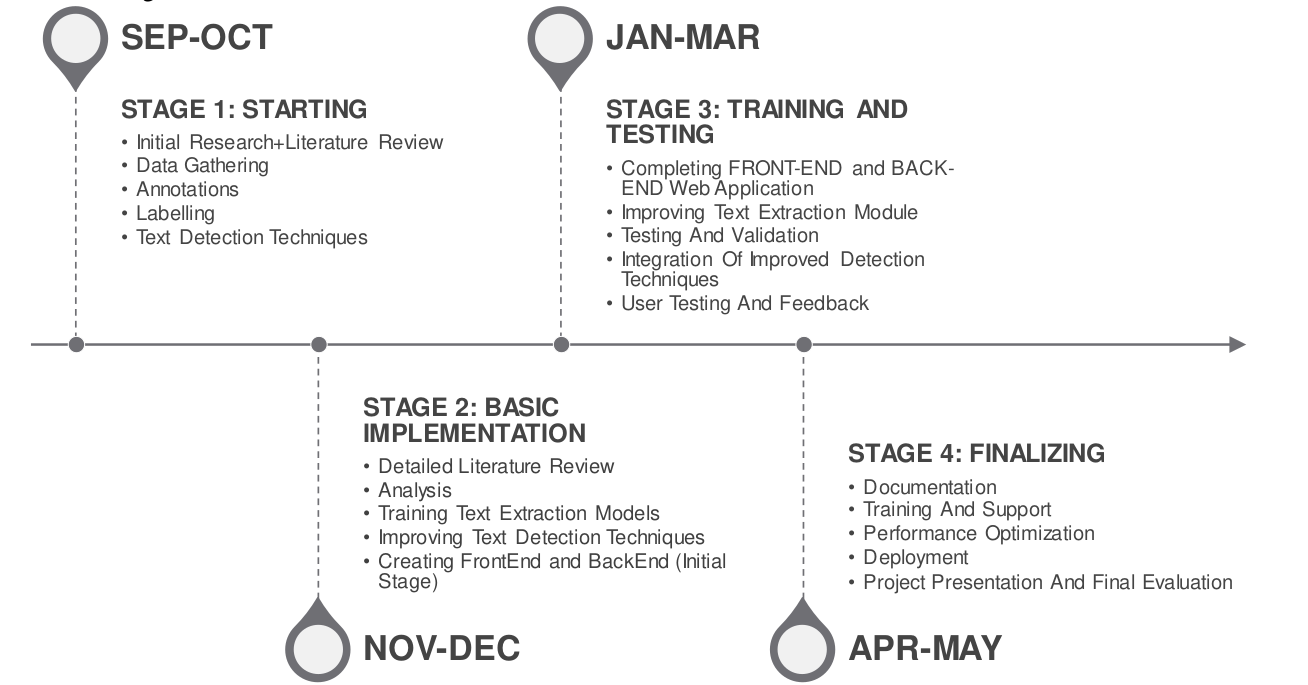 SEP-OCT
STAGE 1: STARTING
• Initial Research+Literature Review
• Data Gathering
• Annotations
• Labelling
• Text Detection Techniques
NOV-DEC
STAGE 2: BASIC
IMPLEMENTATION
• Detailed Literature Review
• Analysis
• Training Text Extraction Models
• Improving Text Detection Techniques
• Creating FrontEnd and BackEnd (Initial
Stage)
JAN-MAR
STAGE 3: TRAINING AND
TESTING
• Completing FRONT-END and BACK-
END Web Application
• Improving Text Extraction Module
• Testing And Validation
• Integration Of Improved Detection
Techniques
• User Testing And Feedback
APR-MAY
STAGE 4: FINALIZING
• Documentation
• Training And Support
• Performance Optimization
• Deployment
• Project Presentation And Final Evaluation